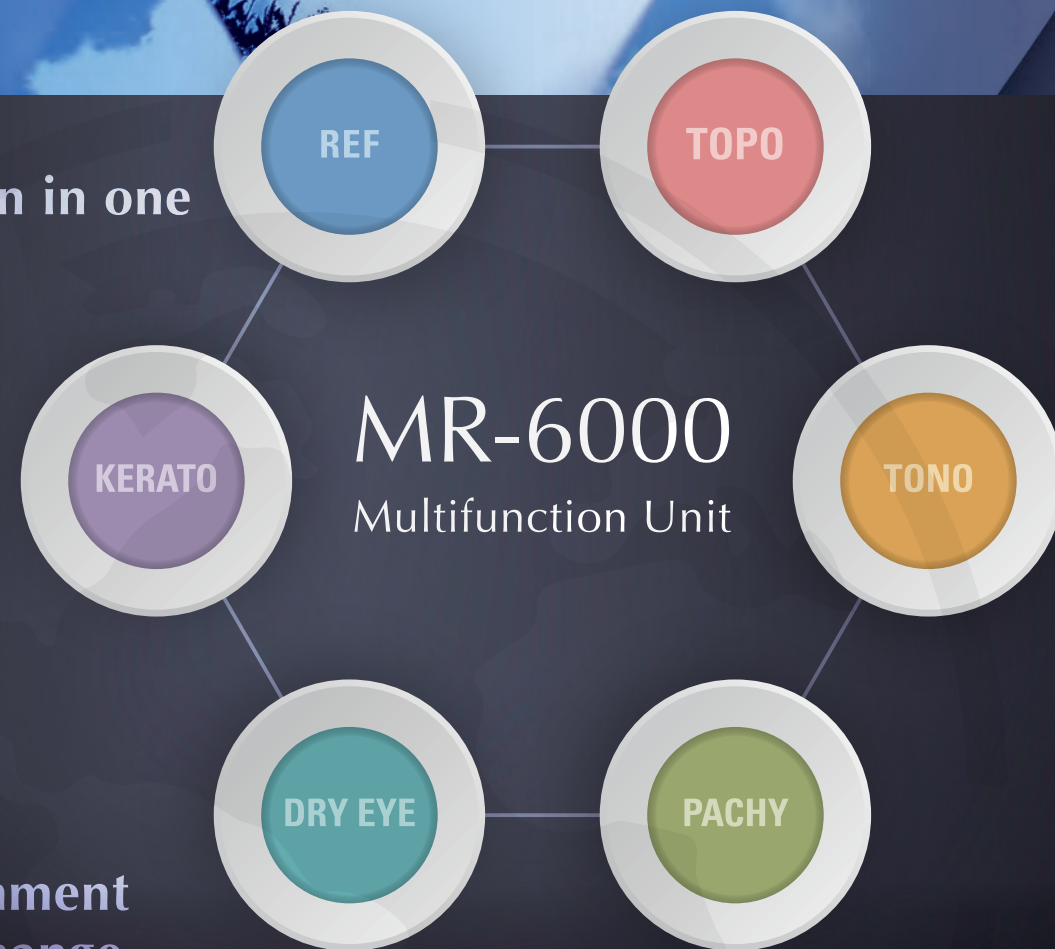 REF
TOPO
n in one
MR-6000
KERATO
TONO
Multifunction Unit
DRY EYE
PACHY
nment